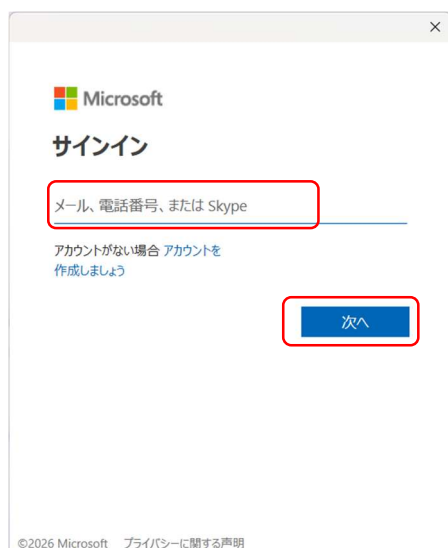 Microsoft
サインイン
メール、電話番号、または Skype
アカウントがない場合 アカウントを
作成しましょう
次へ
©2026 Microsoft プライバシーに関する声明